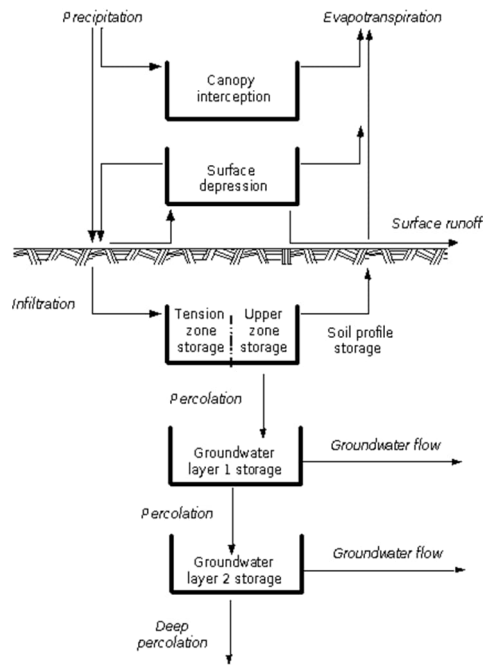 Precipitation
Evapotranspiration
Canopy
interception
Surface
depression
Surface runoff
Infiltration
Tension
zone
storage
Upper
zone
storage
Soil profile
storage
Percolation
Groundwater
layer 1 storage
Groundwater flow
Percolation
Groundwater
layer 2 storage
Groundwater flow
Deep
percolation